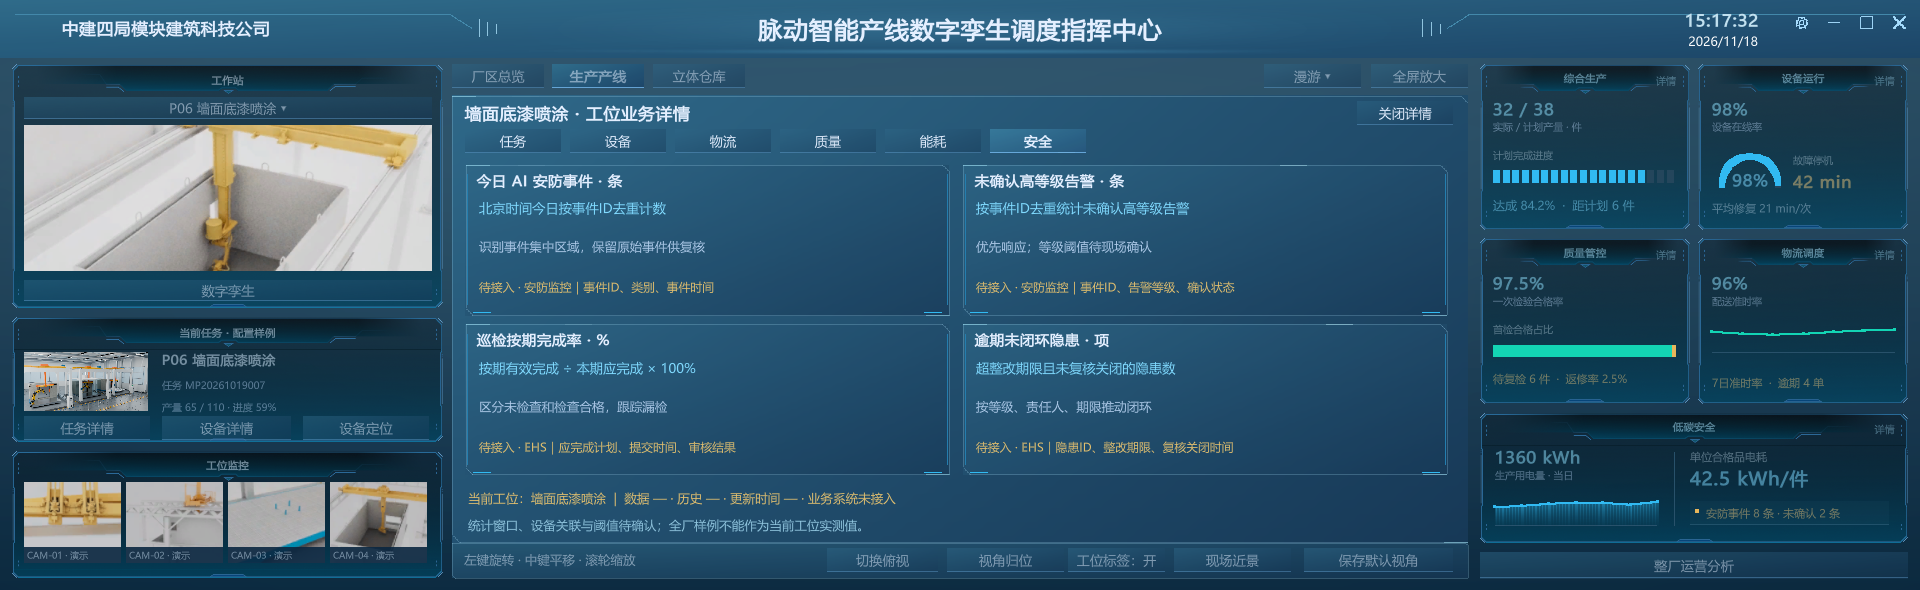 中建四局模块建筑科技公司
脉动智能产线数字孪生调度指挥中心
15:17:32
2026/11/18
工作站
P06 墙面底漆喷涂 ▾
数字孪生
当前任务 · 配置样例
P06 墙面底漆喷涂
任务 MP20261019007
产量 65 / 110 · 进度 59%
任务详情
设备详情
设备定位
工位监控
CAM-01 · 演示
CAM-02 · 演示
CAM-03 · 演示
CAM-04 · 演示
厂区总览
生产产线
立体仓库
漫游 ▾
全屏放大
墙面底漆喷涂 · 工位业务详情
关闭详情
任务
设备
物流
质量
能耗
安全
今日 AI 安防事件 · 条
北京时间今日按事件ID去重计数
识别事件集中区域，保留原始事件供复核
待接入 · 安防监控 | 事件ID、类别、事件时间
未确认高等级告警 · 条
按事件ID去重统计未确认高等级告警
优先响应；等级阈值待现场确认
待接入 · 安防监控 | 事件ID、告警等级、确认状态
巡检按期完成率 · %
按期有效完成 ÷ 本期应完成 × 100%
区分未检查和检查合格，跟踪漏检
待接入 · EHS | 应完成计划、提交时间、审核结果
逾期未闭环隐患 · 项
超整改期限且未复核关闭的隐患数
按等级、责任人、期限推动闭环
待接入 · EHS | 隐患ID、整改期限、复核关闭时间
当前工位：墙面底漆喷涂 | 数据 — · 历史 — · 更新时间 — · 业务系统未接入
统计窗口、设备关联与阈值待确认；全厂样例不能作为当前工位实测值。
左键旋转 · 中键平移 · 滚轮缩放
切换俯视
视角归位
工位标签：开
现场近景
保存默认视角
综合生产
详情
32 / 38
实际 / 计划产量 · 件
计划完成进度
达成 84.2% · 距计划 6 件
设备运行
详情
98%
设备在线率
98%
故障停机
42 min
平均修复 21 min/次
质量管控
详情
97.5%
一次检验合格率
首检合格占比
待复检 6 件 · 返修率 2.5%
物流调度
详情
96%
配送准时率
7日准时率 · 逾期 4 单
低碳安全
详情
1360 kWh
生产用电量 · 当日
单位合格品电耗
42.5 kWh/件
安防事件 8 条 · 未确认 2 条
整厂运营分析